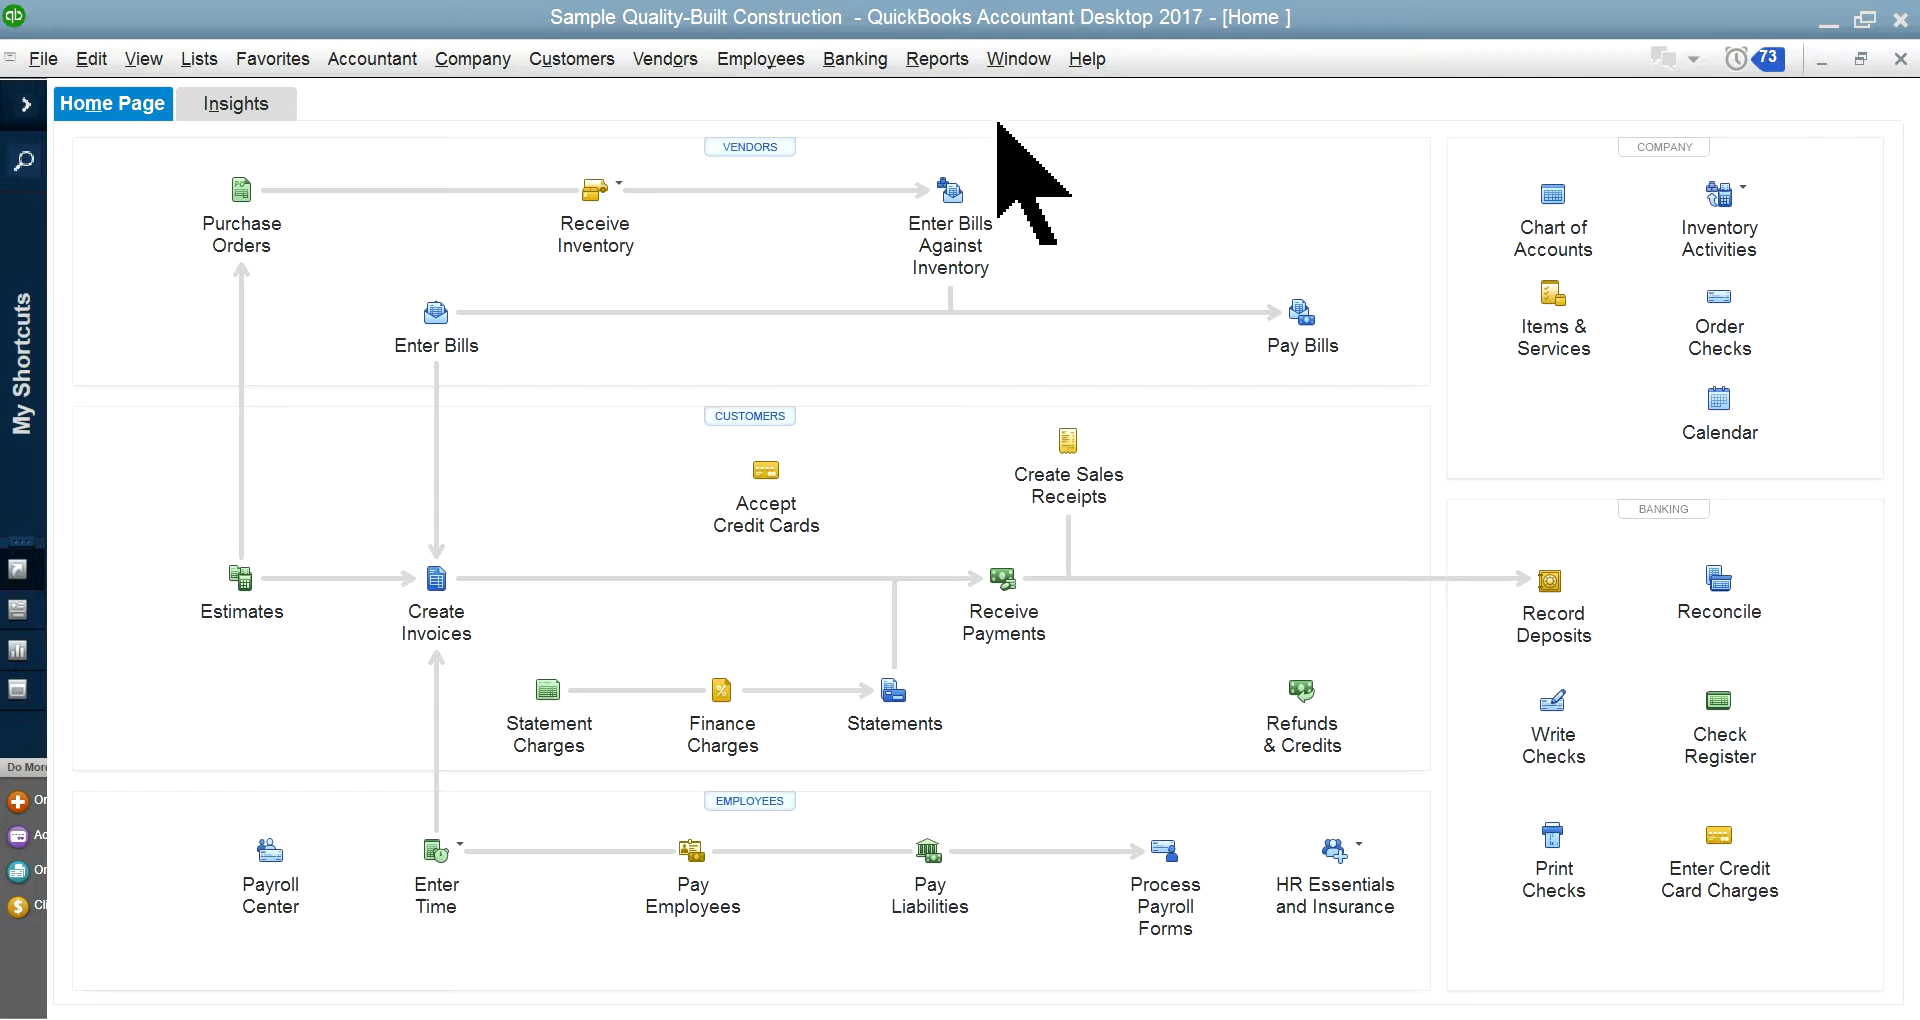 qb
Sample Quality-Built Construction - QuickBooks Accountant Desktop 2017 - [Home ]
File Edit View Lists Favorites Accountant Company Customers Vendors Employees Banking Reports Window Help
73
Home Page
Insights
My Shortcuts
Do More
Or
Ac
Or
Cli
VENDORS
Purchase
Orders
Receive
Inventory
Enter Bills
Against
Inventory
Enter Bills
Pay Bills
CUSTOMERS
Accept
Credit Cards
Create Sales
Receipts
Estimates
Create
Invoices
Receive
Payments
Statement
Charges
Finance
Charges
Statements
Refunds
& Credits
EMPLOYEES
Payroll
Center
Enter
Time
Pay
Employees
Pay
Liabilities
Process
Payroll
Forms
HR Essentials
and Insurance
COMPANY
Chart of
Accounts
Inventory
Activities
Items &
Services
Order
Checks
Calendar
BANKING
Record
Deposits
Reconcile
Write
Checks
Check
Register
Print
Checks
Enter Credit
Card Charges